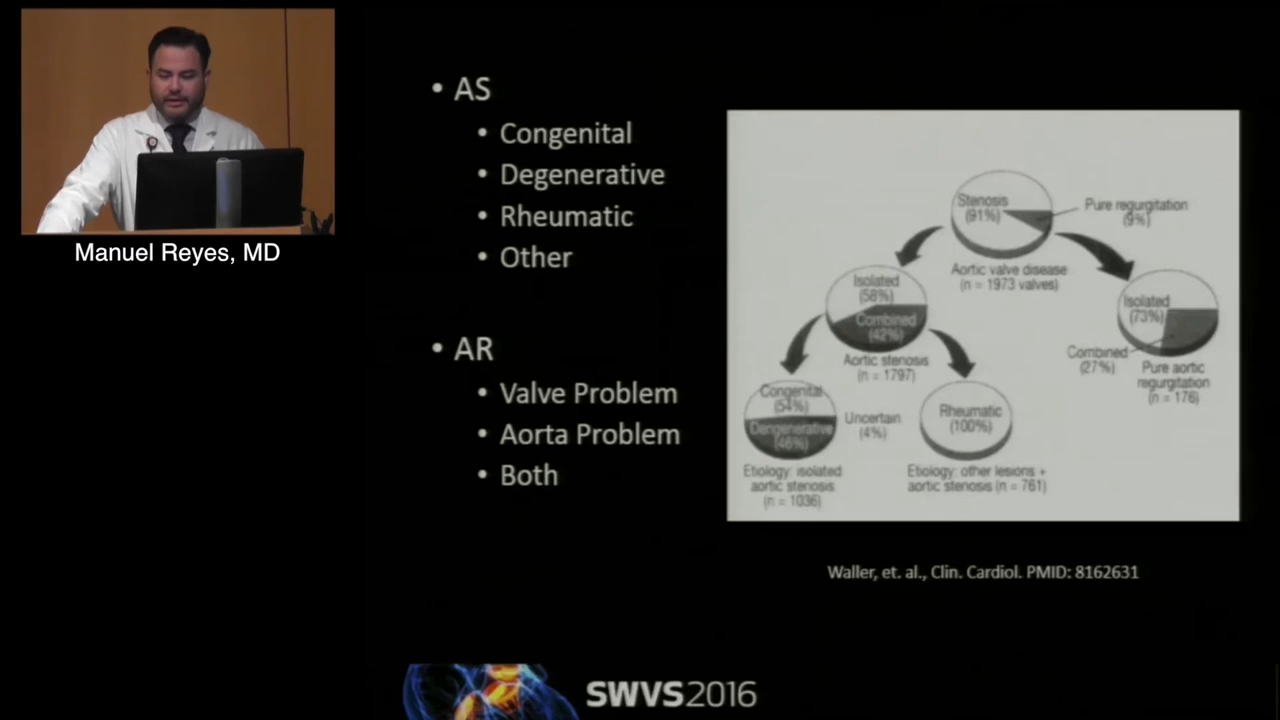 Manuel Reyes, MD
• AS
• Congenital
• Degenerative
• Rheumatic
• Other
• AR
• Valve Problem
• Aorta Problem
• Both
Stenosis
(91%)
Pure regurgitation
(9%)
Aortic valve disease
(n = 1973 valves)
Isolated
(58%)
Combined
(42%)
Aortic stenosis
(n = 1797)
Isolated
(73%)
Combined
(27%)
Pure aortic
regurgitation
(n = 176)
Congenital
(54%)
Dengenerative
(46%)
Uncertain
(4%)
Etiology: isolated
aortic stenosis
(n = 1036)
Rheumatic
(100%)
Etiology: other lesions +
aortic stenosis (n = 761)
Waller, et. al., Clin. Cardiol. PMID: 8162631
SWVS2016